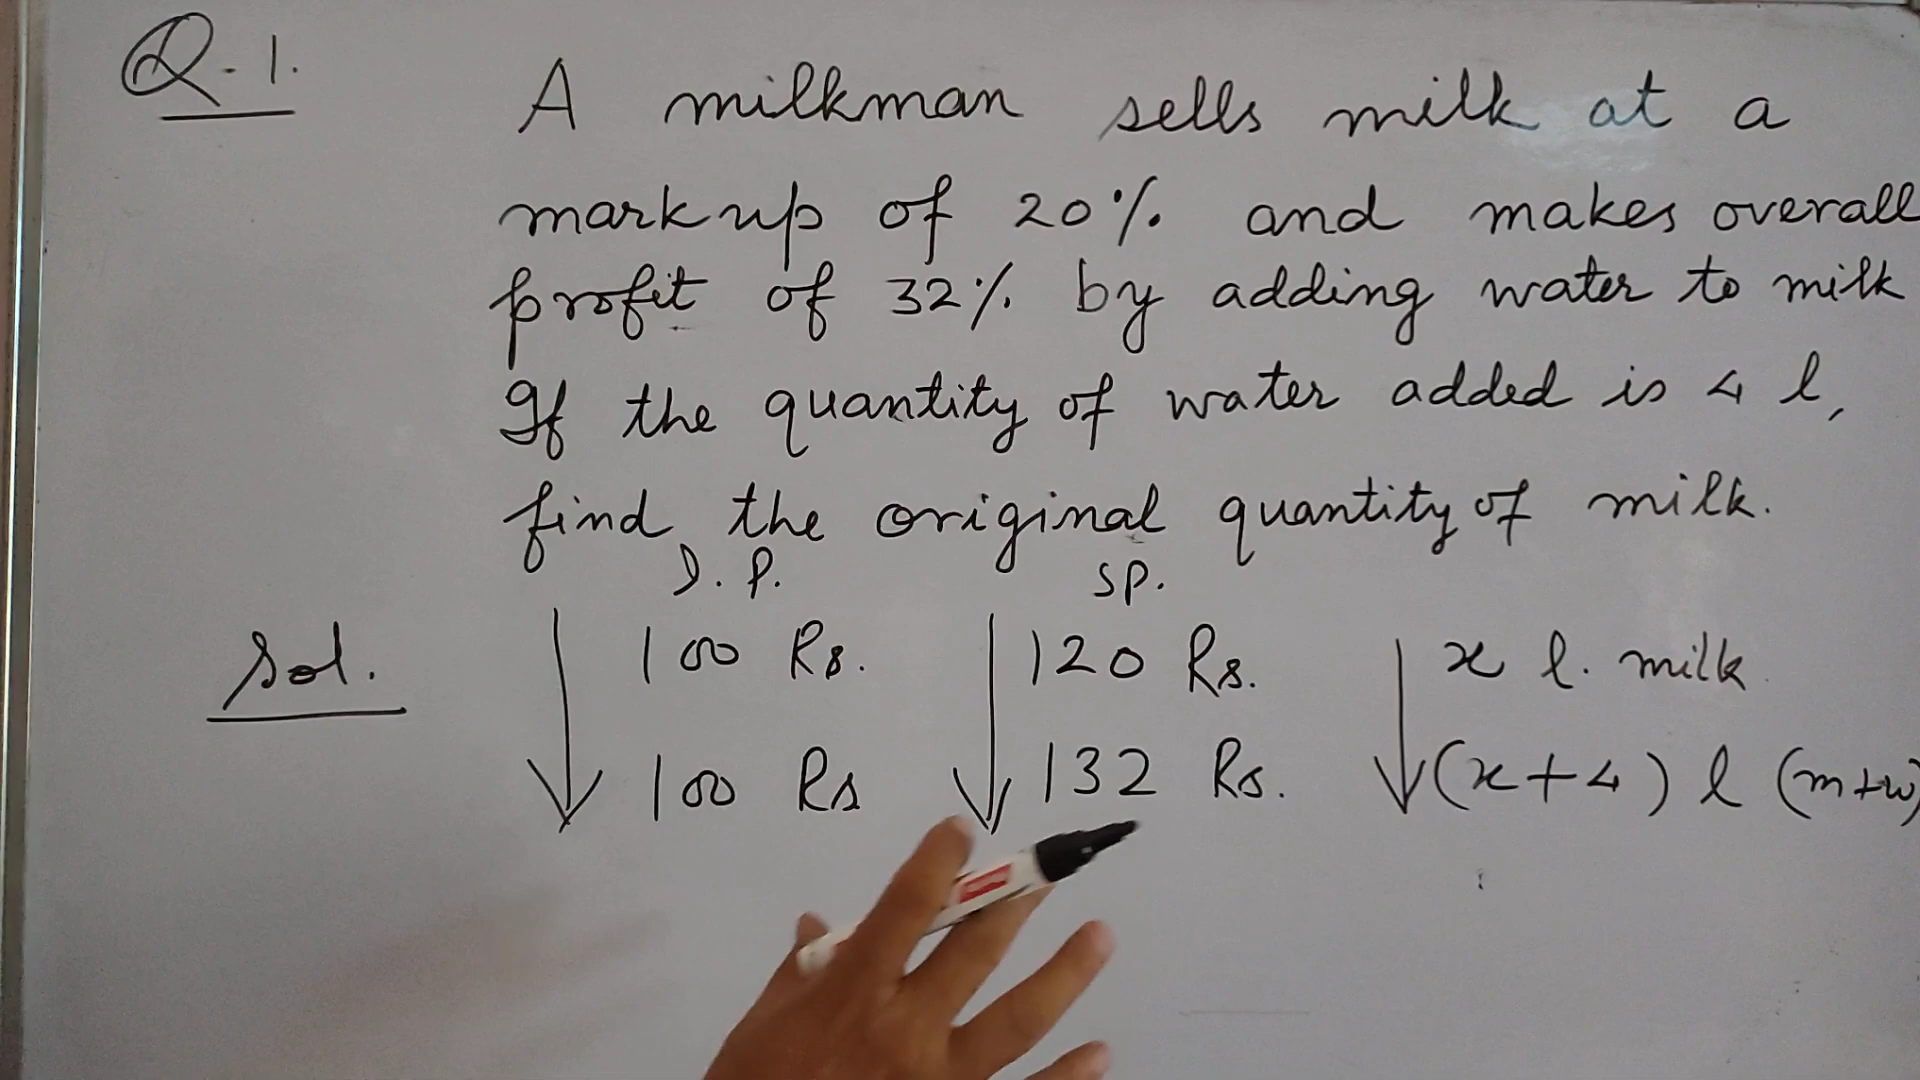 Q-1.
A milkman sells milk at a
mark up of 20% and makes overall
profit of 32% by adding water to milk
If the quantity of water added is 4 l,
find the original quantity of milk.
I.P. SP.
Sol. 100 Rs. 120 Rs. x l. milk
100 Rs 132 Rs. (x+4) l (m+w)